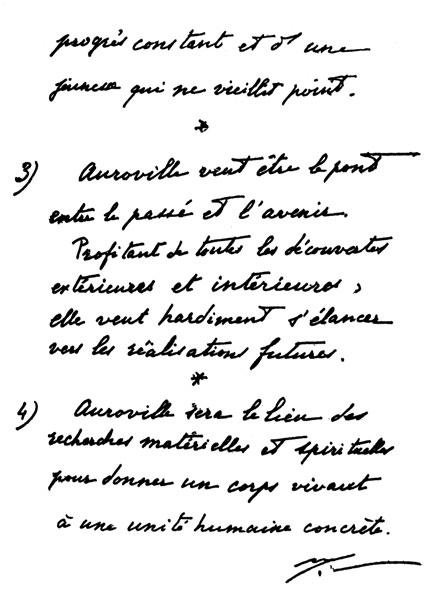 progrès constant et d'une
jeunesse qui ne vieillit point.
*
3) Auroville veut être le pont
entre le passé et l'avenir.
Profitant de toutes les découvertes
extérieures et intérieures,
elle veut hardiment s'élancer
vers les réalisations futures.
*
4) Auroville sera le lieu des
recherches matérielles et spirituelles
pour donner un corps vivant
à une unité humaine concrète.